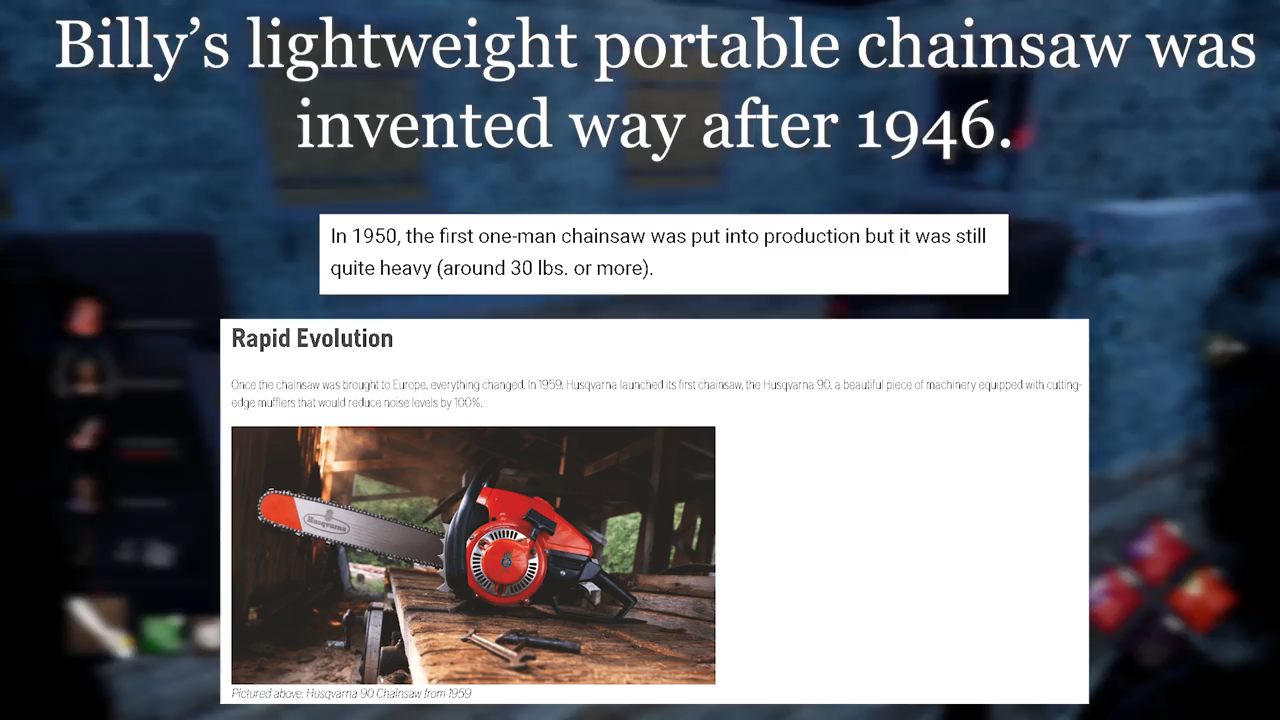 Billy’s lightweight portable chainsaw was
invented way after 1946.
In 1950, the first one-man chainsaw was put into production but it was still
quite heavy (around 30 lbs. or more).
Rapid Evolution
Once the chainsaw was brought to Europe, everything changed. In 1959, Husqvarna launched its first chainsaw, the Husqvarna 90, a beautiful piece of machinery equipped with cutting-
edge mufflers that would reduce noise levels by 100%.
Husqvarna
Pictured above: Husqvarna 90 Chainsaw from 1959